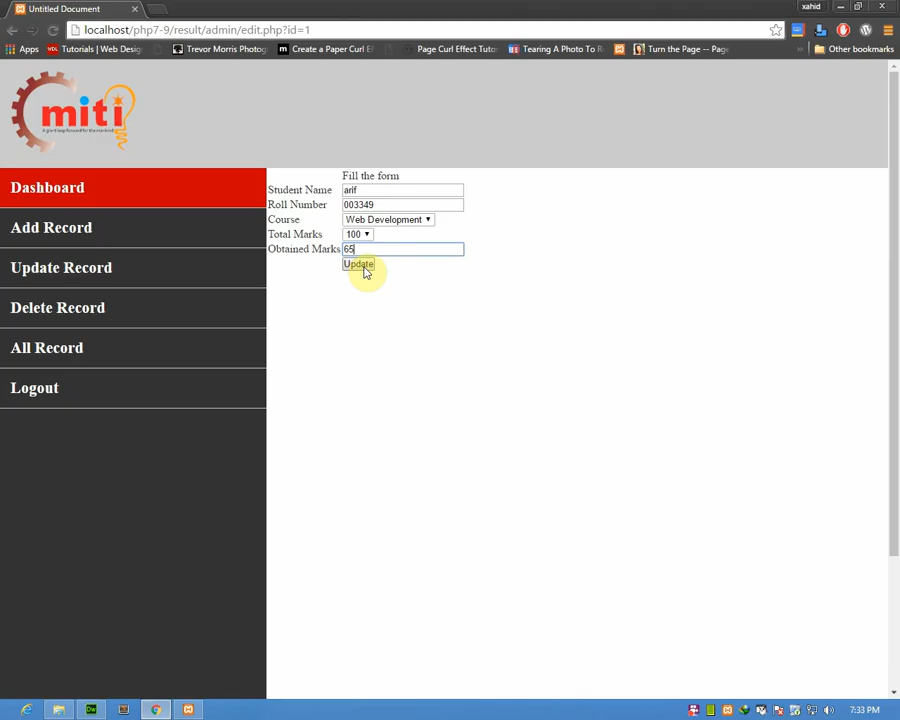 Untitled Document
xahid
localhost/php7-9/result/admin/edit.php?id=1
Apps
Tutorials | Web Desig
Trevor Morris Photog
Create a Paper Curl Ef
Page Curl Effect Tuto
Tearing A Photo To R
Turn the Page -- Page
»
Other bookmarks
miti
Dashboard
Add Record
Update Record
Delete Record
All Record
Logout
Fill the form
Student Name arif
Roll Number 003349
Course Web Development
Total Marks 100
Obtained Marks 65
Update
Dw
7:33 PM